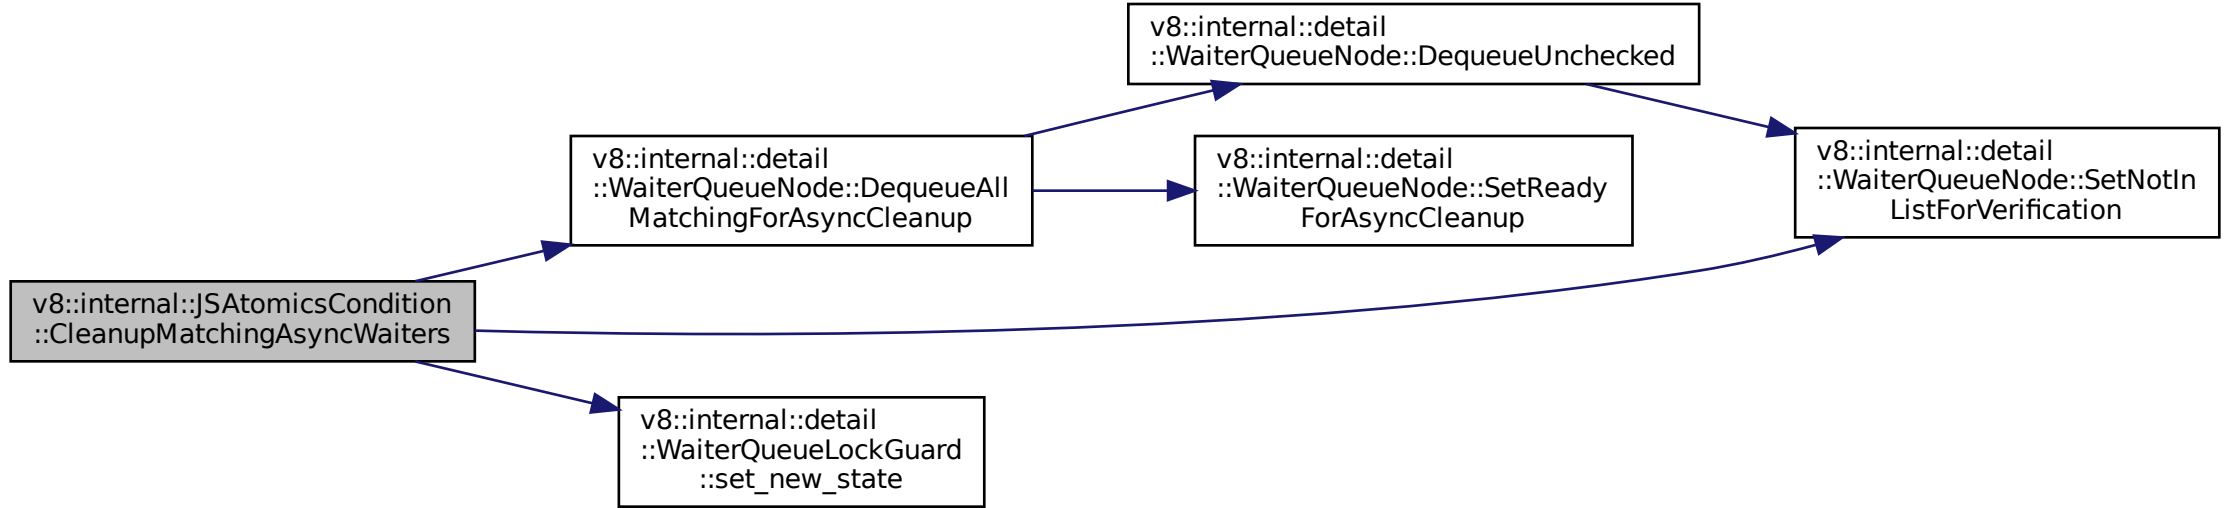 v8::internal::JSAtomicsCondition
::CleanupMatchingAsyncWaiters
v8::internal::detail
::WaiterQueueNode::DequeueAll
MatchingForAsyncCleanup
v8::internal::detail
::WaiterQueueNode::DequeueUnchecked
v8::internal::detail
::WaiterQueueNode::SetReady
ForAsyncCleanup
v8::internal::detail
::WaiterQueueNode::SetNotIn
ListForVerification
v8::internal::detail
::WaiterQueueLockGuard
::set_new_state